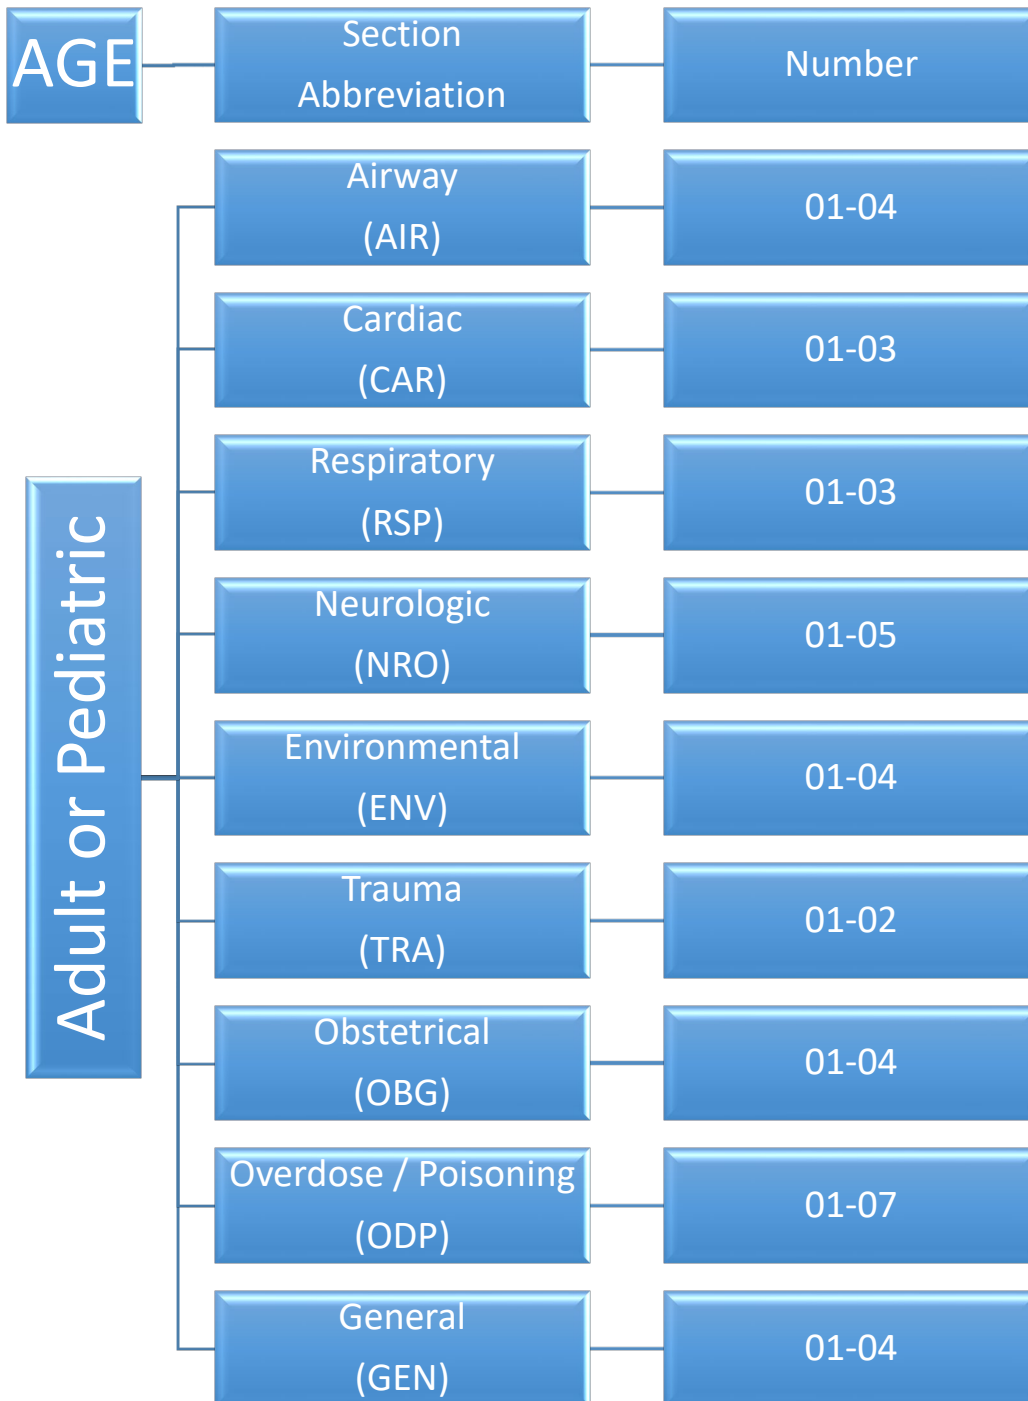 AGE
Section
Abbreviation
Number
Adult or Pediatric
Airway
(AIR)
01-04
Cardiac
(CAR)
01-03
Respiratory
(RSP)
01-03
Neurologic
(NRO)
01-05
Environmental
(ENV)
01-04
Trauma
(TRA)
01-02
Obstetrical
(OBG)
01-04
Overdose / Poisoning
(ODP)
01-07
General
(GEN)
01-04